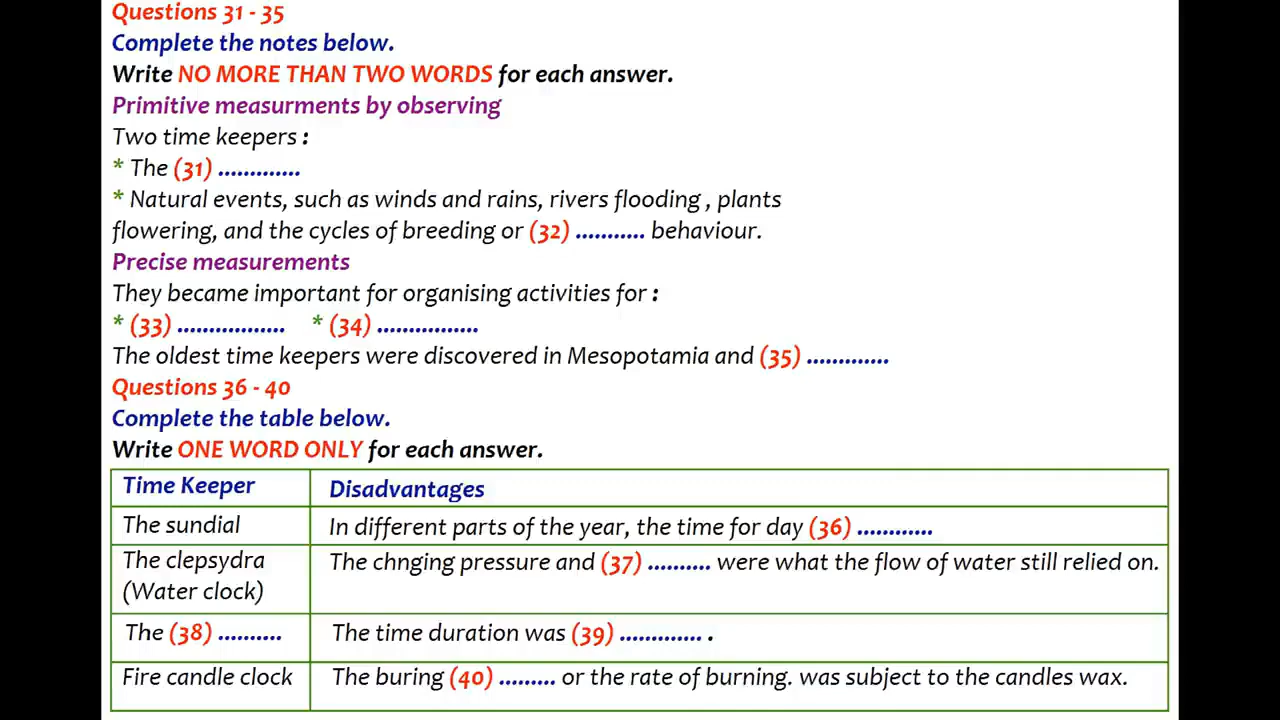 Questions 31 - 35
Complete the notes below.
Write NO MORE THAN TWO WORDS for each answer.
Primitive measurments by observing
Two time keepers :
* The (31) .............
* Natural events, such as winds and rains, rivers flooding , plants
flowering, and the cycles of breeding or (32) ........... behaviour.
Precise measurements
They became important for organising activities for :
* (33) ................. * (34) ................
The oldest time keepers were discovered in Mesopotamia and (35) .............
Questions 36 - 40
Complete the table below.
Write ONE WORD ONLY for each answer.
Time Keeper Disadvantages
The sundial In different parts of the year, the time for day (36) ............
The clepsydra The chnging pressure and (37) .......... were what the flow of water still relied on.
(Water clock)
The (38) .......... The time duration was (39) ............. .
Fire candle clock The buring (40) ......... or the rate of burning. was subject to the candles wax.